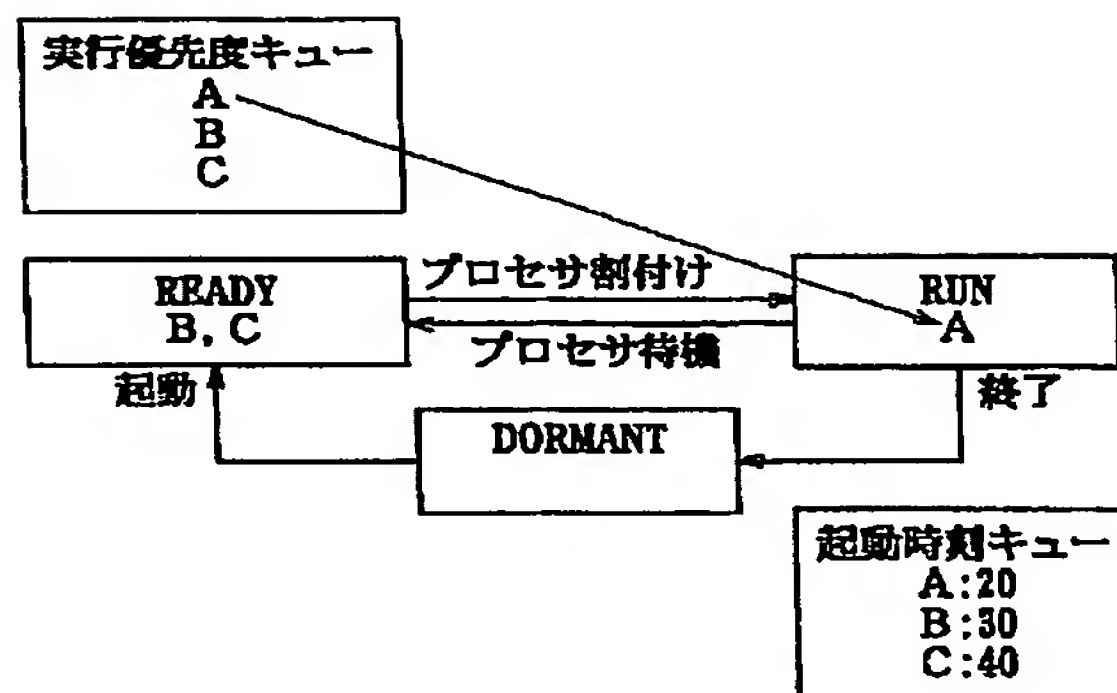 実行優先度キュー
A
B
C
READY
B, C
プロセサ割付け
プロセサ待機
RUN
A
起動
終了
DORMANT
起動時刻キュー
A:20
B:30
C:40